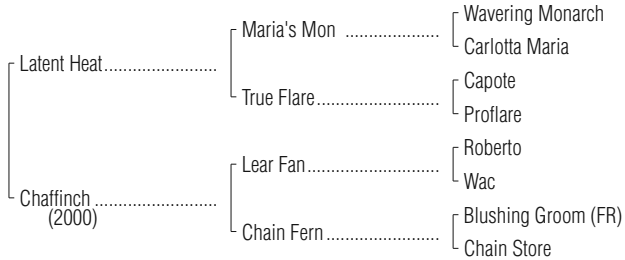 Wavering Monarch
Maria's Mon ......................
Carlotta Maria
Latent Heat..........................
Capote
True Flare.............................
Proflare
Roberto
Lear Fan ..............................
Wac
Chaffinch ............................
(2000)
Blushing Groom (FR)
Chain Fern ..........................
Chain Store